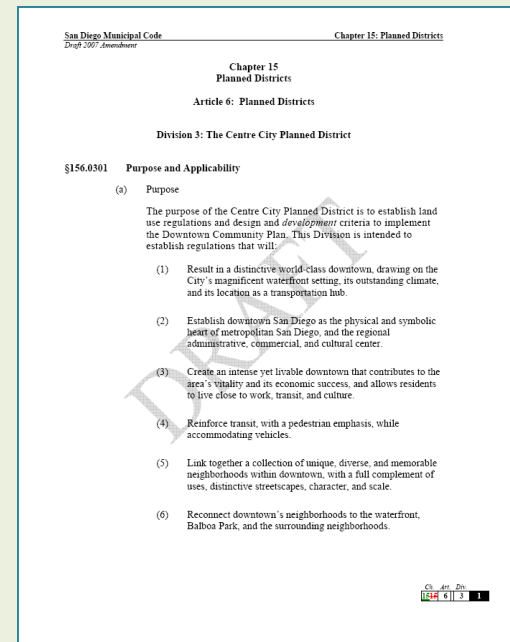 San Diego Municipal Code Chapter 15: Planned Districts
Draft 2007 Amendment
Chapter 15
Planned Districts
Article 6: Planned Districts
Division 3: The Centre City Planned District
§156.0301 Purpose and Applicability
(a) Purpose
The purpose of the Centre City Planned District is to establish land
use regulations and design and development criteria to implement
the Downtown Community Plan. This Division is intended to
establish regulations that will:
(1) Result in a distinctive world-class downtown, drawing on the
City's magnificent waterfront setting, its outstanding climate,
and its location as a transportation hub.
(2) Establish downtown San Diego as the physical and symbolic
heart of metropolitan San Diego, and the regional
administrative, commercial, and cultural center.
(3) Create an intense yet livable downtown that contributes to the
area's vitality and its economic success, and allows residents
to live close to work, transit, and culture.
(4) Reinforce transit, with a pedestrian emphasis, while
accommodating vehicles.
(5) Link together a collection of unique, diverse, and memorable
neighborhoods within downtown, with a full complement of
uses, distinctive streetscapes, character, and scale.
(6) Reconnect downtown's neighborhoods to the waterfront,
Balboa Park, and the surrounding neighborhoods.
DRAFT
Ch. Art. Div.
6 3 1